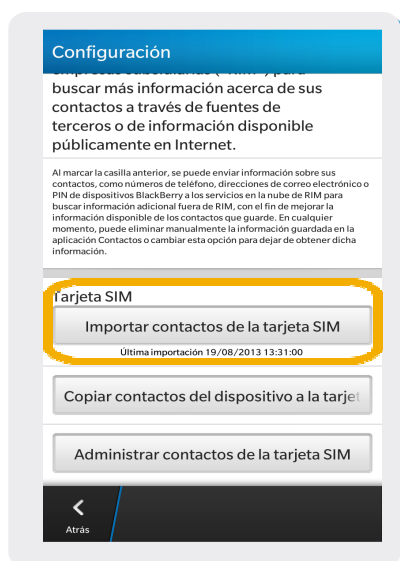 Configuración
empresas subsidiarias ("RIM") para
buscar más información acerca de sus
contactos a través de fuentes de
terceros o de información disponible
públicamente en Internet.
Al marcar la casilla anterior, se puede enviar información sobre sus
contactos, como números de teléfono, direcciones de correo electrónico o
PIN de dispositivos BlackBerry a los servicios en la nube de RIM para
buscar información adicional fuera de RIM, con el fin de mejorar la
información disponible de los contactos que guarde. En cualquier
momento, puede eliminar manualmente la información guardada en la
aplicación Contactos o cambiar esta opción para dejar de obtener dicha
información.
Tarjeta SIM
Importar contactos de la tarjeta SIM
Última importación 19/08/2013 13:31:00
Copiar contactos del dispositivo a la tarjet
Administrar contactos de la tarjeta SIM
Atrás